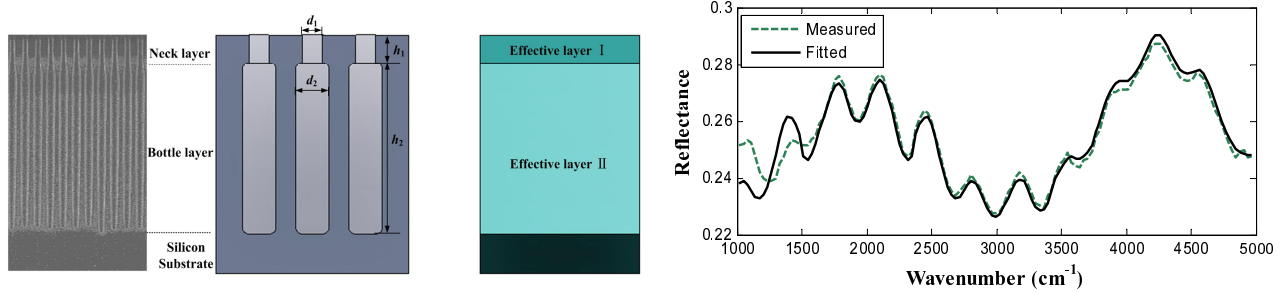 Neck layer
Bottle layer
Silicon
Substrate
d1
h1
d2
h2
Effective layer Ⅰ
Effective layer Ⅱ
Reflectance
0.3
0.28
0.26
0.24
0.22
Measured
Fitted
1000 1500 2000 2500 3000 3500 4000 4500 5000
Wavenumber (cm-1)